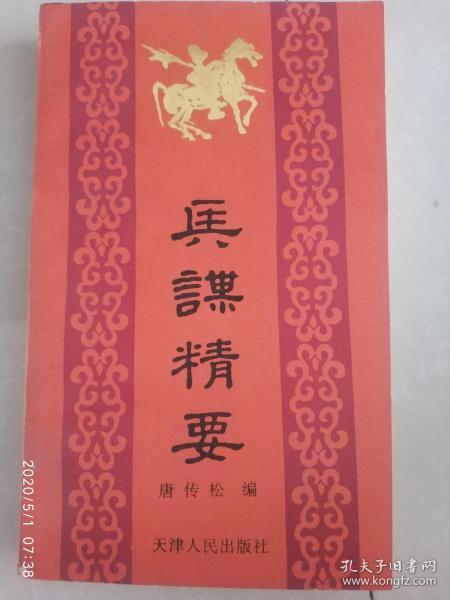 兵謀精要
唐传松 编
天津人民出版社
2020/5/1 07:38
孔夫子旧书网
www.kongfz.com